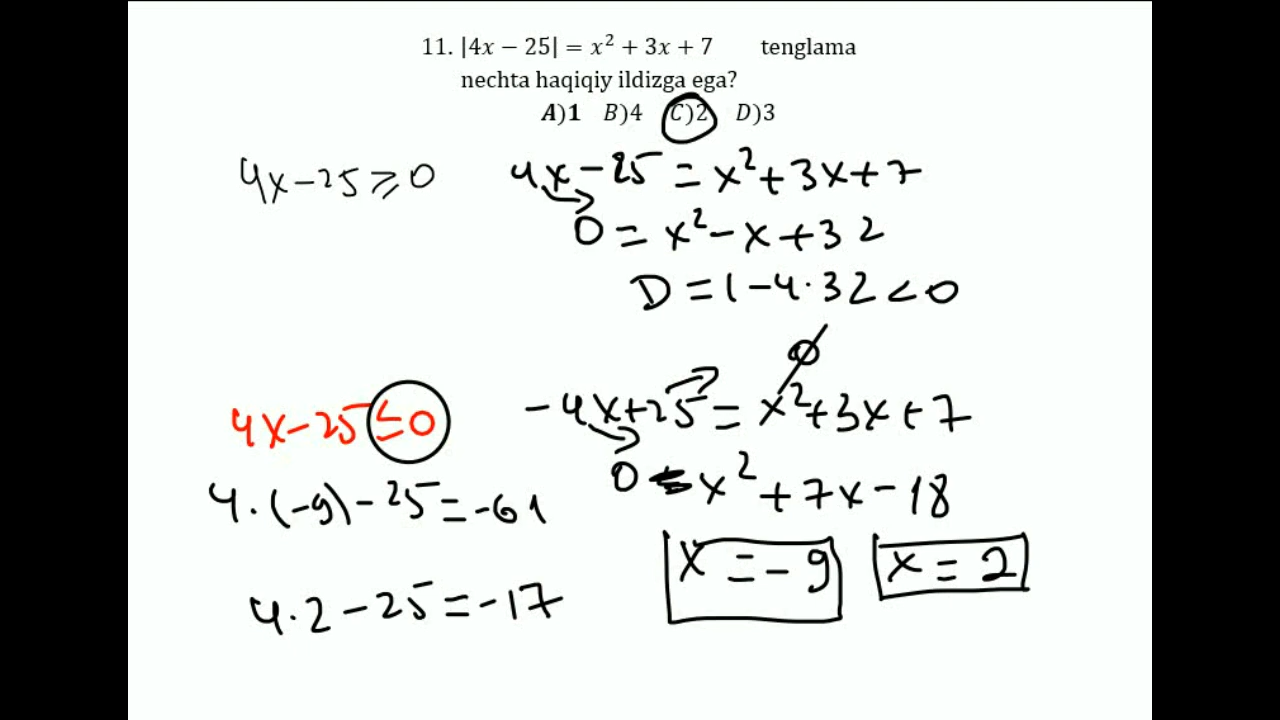 11. |4x − 25| = x² + 3x + 7 tenglama
nechta haqiqiy ildizga ega?
A)1 B)4 C)2 D)3
4x−25≥0
4x−25=x²+3x+7
0=x²−x+32
D=1−4·32<0
∅
4x−25≤0
−4x+25=x²+3x+7
0=x²+7x−18
4·(−9)−25=−61
x=−9 x=2
4·2−25=−17